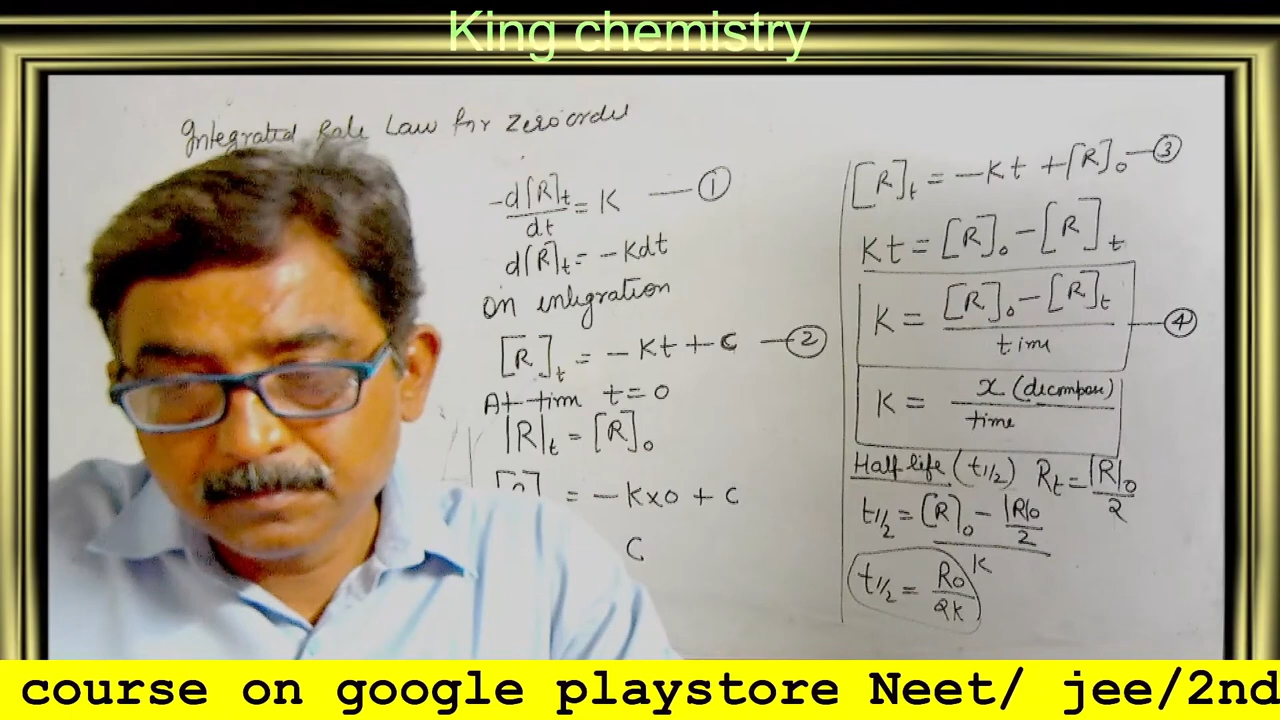 King chemistry
Integrated Rate Law for Zero order
-d[R]t/dt = K — ①
d[R]t = -Kdt
On intigration
[R]t = -Kt + C — ②
At tim t=0
|R|t = [R]₀
= -K×0 + C
C
[R]t = -Kt + [R]₀ — ③
Kt = [R]₀ - [R]t
K = [R]₀ - [R]t / time — ④
K = x (decompose) / time
Half life (t1/2) Rt = |R|₀/2
t1/2 = [R]₀ - |R|₀/2 / K
t1/2 = R₀/2K
course on google playstore Neet/ jee/2nd